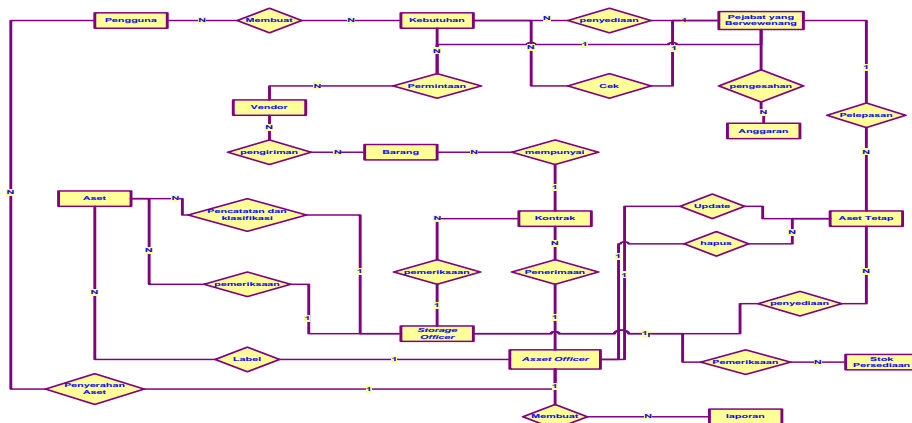 Pengguna
N
Membuat
N
Kebutuhan
N
penyediaan
1
Pejabat yang
Berwewenang
1
N
N
1
N
Permintaan
Cek
pengesahan
1
N
Vendor
N
Anggaran
Pelepasan
N
pengiriman
N
Barang
N
mempunyai
N
N
Aset
N
Pencatatan dan
klasifikasi
1
Update
N
Kontrak
N
Aset Tetap
N
hapus
N
N
pemeriksaan
Penerimaan
1
1
1
N
pemeriksaan
N
1
1
penyediaan
1
Storage
Officer
1
N
Label
1
Asset Officer
Pemeriksaan
N
Stok
Persediaan
Penyerahan
Aset
1
1
Membuat
N
laporan